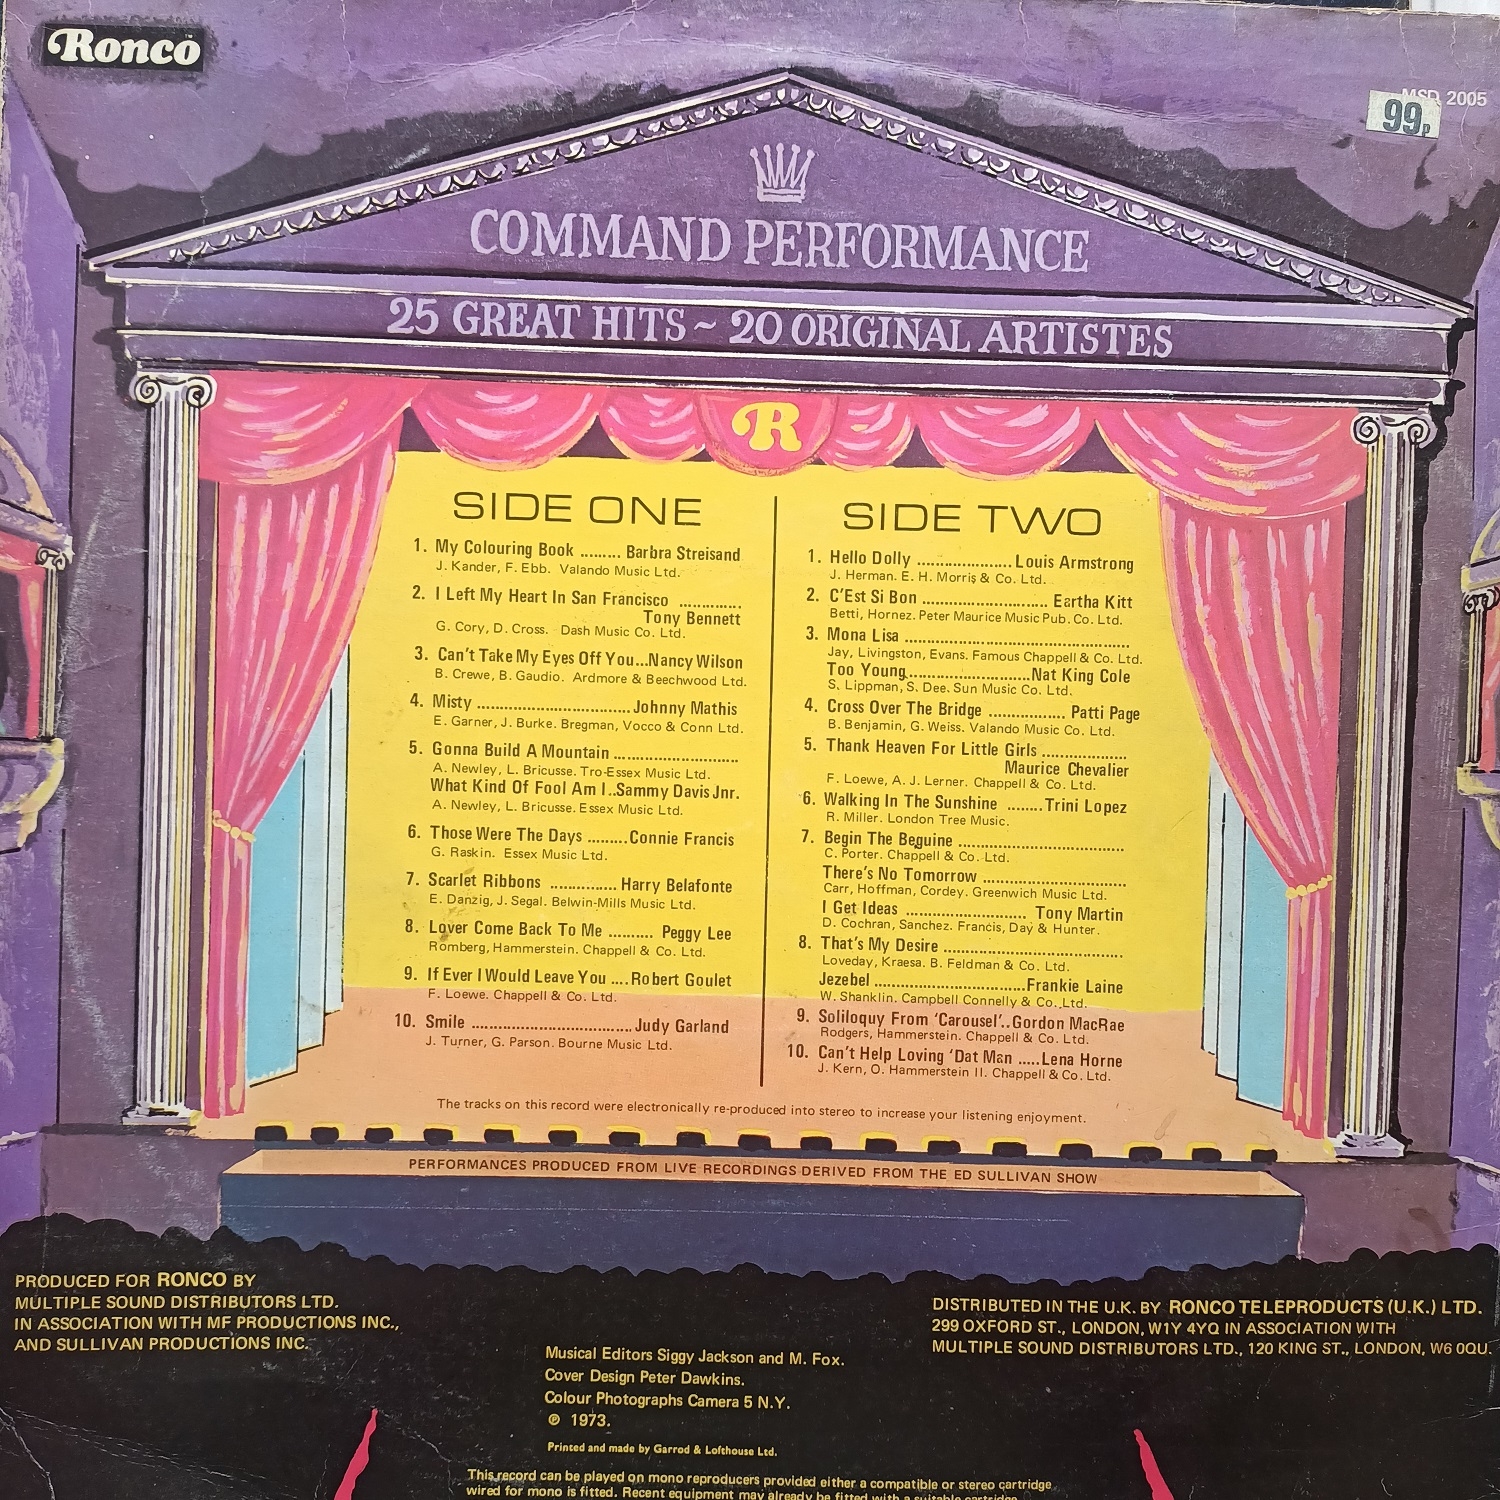 Ronco
MSD 2005
99p
COMMAND PERFORMANCE
25 GREAT HITS ~ 20 ORIGINAL ARTISTES
R
SIDE ONE
1. My Colouring Book ......... Barbra Streisand
J. Kander, F. Ebb. Valando Music Ltd.
2. I Left My Heart In San Francisco .............
Tony Bennett
G. Cory, D. Cross. Dash Music Co. Ltd.
3. Can't Take My Eyes Off You...Nancy Wilson
B. Crewe, B. Gaudio. Ardmore & Beechwood Ltd.
4. Misty ................................. Johnny Mathis
E. Garner, J. Burke. Bregman, Vocco & Conn Ltd.
5. Gonna Build A Mountain ...........................
A. Newley, L. Bricusse. Tro-Essex Music Ltd.
What Kind Of Fool Am I..Sammy Davis Jnr.
A. Newley, L. Bricusse. Essex Music Ltd.
6. Those Were The Days .........Connie Francis
G. Raskin. Essex Music Ltd.
7. Scarlet Ribbons ............... Harry Belafonte
E. Danzig, J. Segal. Belwin-Mills Music Ltd.
8. Lover Come Back To Me .......... Peggy Lee
Romberg, Hammerstein. Chappell & Co. Ltd.
9. If Ever I Would Leave You ....Robert Goulet
F. Loewe. Chappell & Co. Ltd.
10. Smile ...................................Judy Garland
J. Turner, G. Parson. Bourne Music Ltd.
SIDE TWO
1. Hello Dolly ......................Louis Armstrong
J. Herman. E. H. Morris & Co. Ltd.
2. C'Est Si Bon ............................ Eartha Kitt
Betti, Hornez. Peter Maurice Music Pub. Co. Ltd.
3. Mona Lisa ................................................
Jay, Livingston, Evans. Famous Chappell & Co. Ltd.
Too Young..........................Nat King Cole
S. Lippman, S. Dee. Sun Music Co. Ltd.
4. Cross Over The Bridge ................ Patti Page
B. Benjamin, G. Weiss. Valando Music Co. Ltd.
5. Thank Heaven For Little Girls ..................
Maurice Chevalier
F. Loewe, A. J. Lerner. Chappell & Co. Ltd.
6. Walking In The Sunshine ........Trini Lopez
R. Miller. London Tree Music.
7. Begin The Beguine ...................................
C. Porter. Chappell & Co. Ltd.
There's No Tomorrow ..............................
Carr, Hoffman, Cordey. Greenwich Music Ltd.
I Get Ideas .......................... Tony Martin
D. Cochran, Sanchez. Francis, Day & Hunter.
8. That's My Desire ......................................
Loveday, Kraesa. B. Feldman & Co. Ltd.
Jezebel ................................Frankie Laine
W. Shanklin. Campbell Connelly & Co. Ltd.
9. Soliloquy From 'Carousel'..Gordon MacRae
Rodgers, Hammerstein. Chappell & Co. Ltd.
10. Can't Help Loving 'Dat Man .....Lena Horne
J. Kern, O. Hammerstein II. Chappell & Co. Ltd.
The tracks on this record were electronically re-produced into stereo to increase your listening enjoyment.
PERFORMANCES PRODUCED FROM LIVE RECORDINGS DERIVED FROM THE ED SULLIVAN SHOW
PRODUCED FOR RONCO BY
MULTIPLE SOUND DISTRIBUTORS LTD.
IN ASSOCIATION WITH MF PRODUCTIONS INC.,
AND SULLIVAN PRODUCTIONS INC.
Musical Editors Siggy Jackson and M. Fox.
Cover Design Peter Dawkins.
Colour Photographs Camera 5 N.Y.
℗ 1973.
Printed and made by Garrod & Lofthouse Ltd.
DISTRIBUTED IN THE U.K. BY RONCO TELEPRODUCTS (U.K.) LTD.
299 OXFORD ST., LONDON, W1Y 4YQ IN ASSOCIATION WITH
MULTIPLE SOUND DISTRIBUTORS LTD., 120 KING ST., LONDON, W6 0QU.
This record can be played on mono reproducers provided either a compatible or stereo cartridge
wired for mono is fitted. Recent equipment may already be fitted with a suitable cartridge